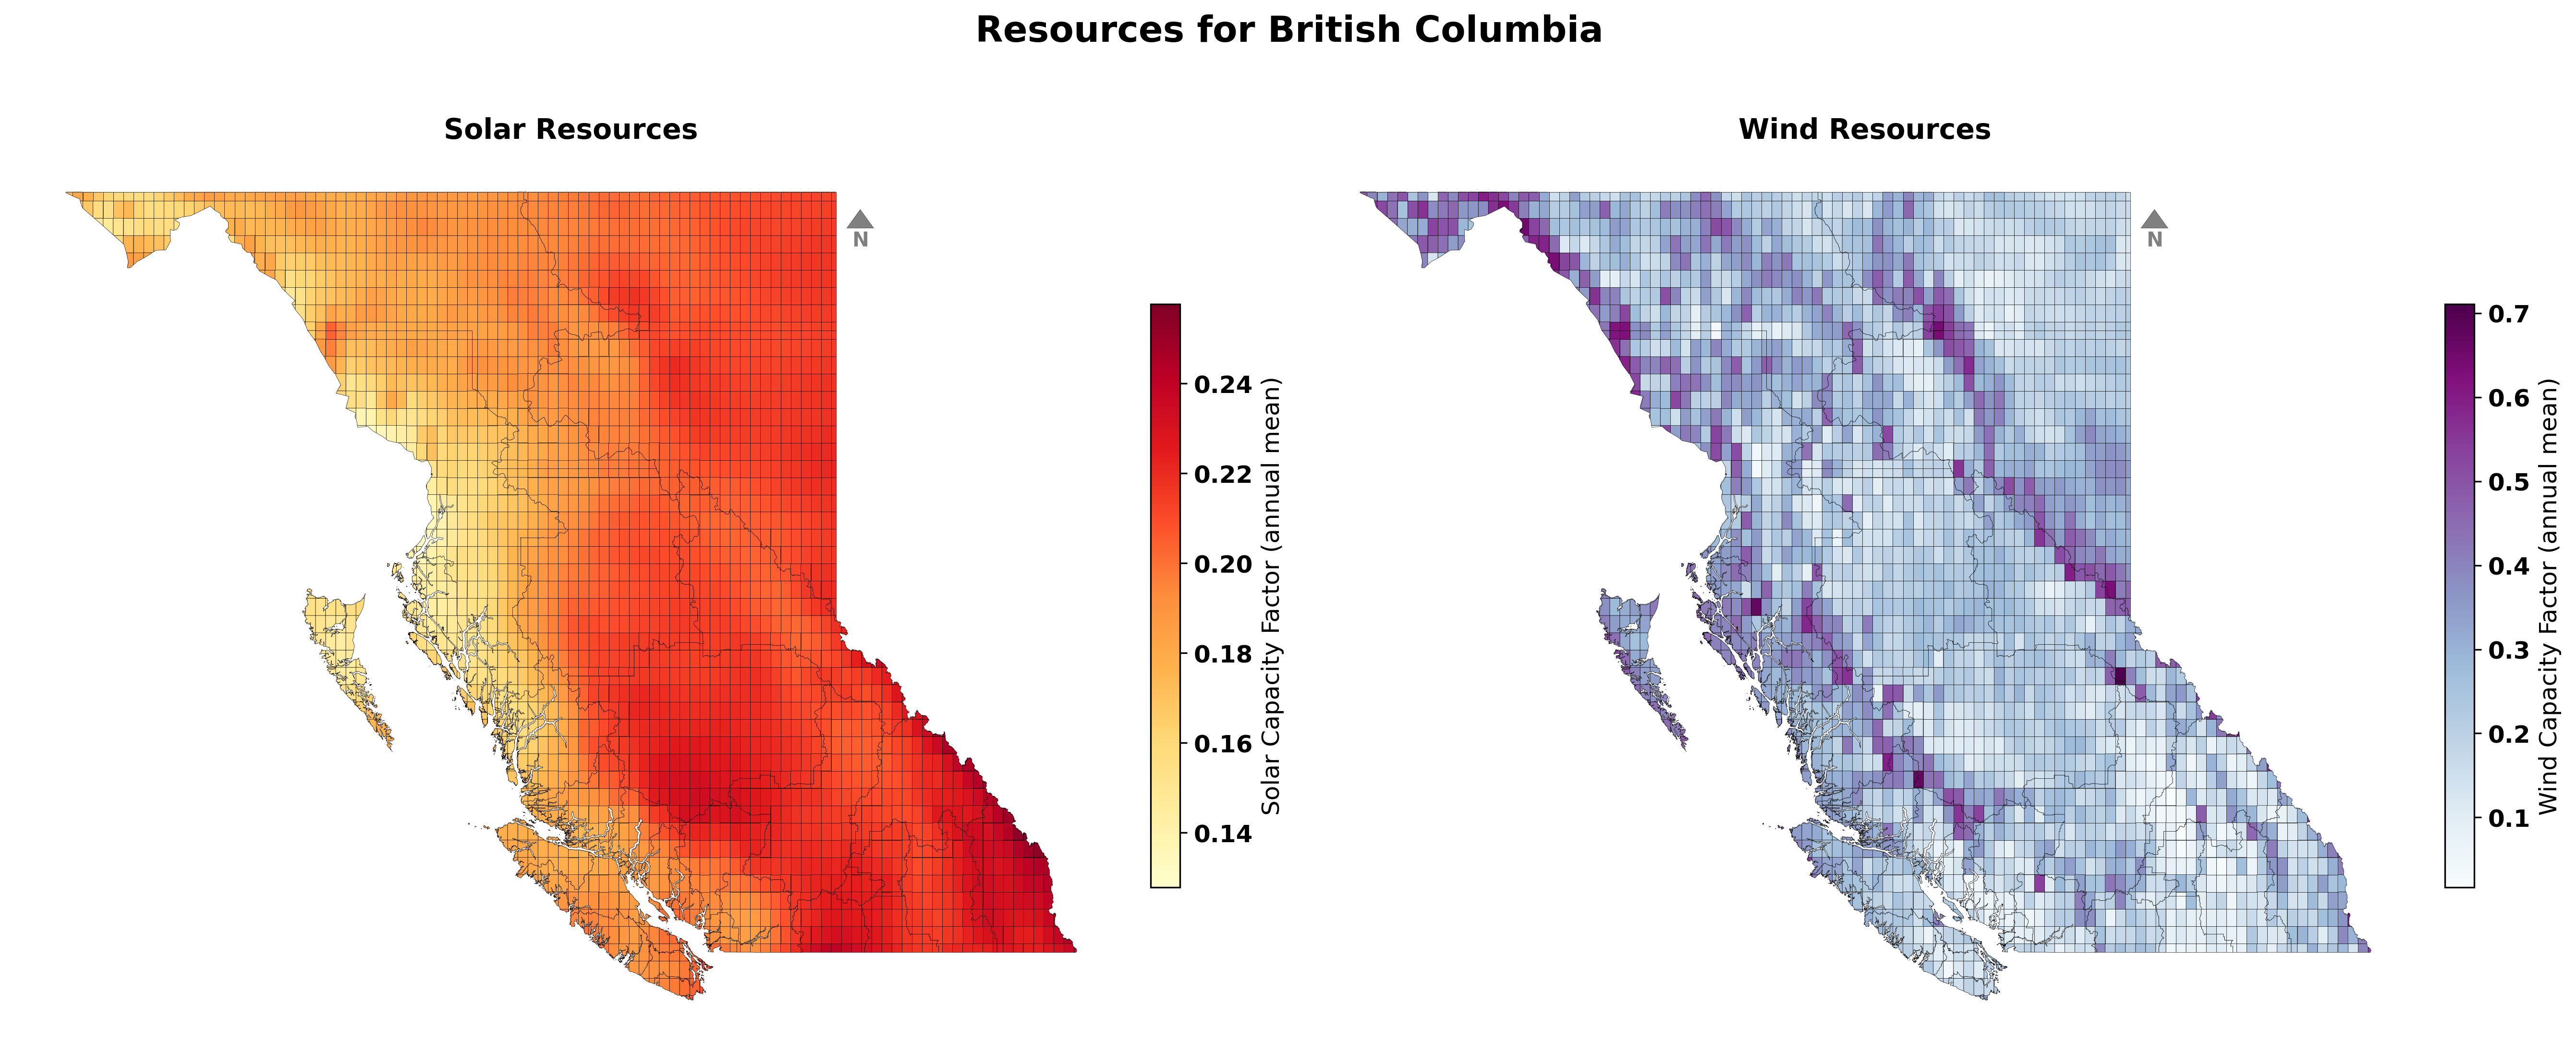 Resources for British Columbia
Solar Resources
N
0.24
0.22
0.20
0.18
0.16
0.14
Solar Capacity Factor (annual mean)
Wind Resources
N
0.7
0.6
0.5
0.4
0.3
0.2
0.1
Wind Capacity Factor (annual mean)